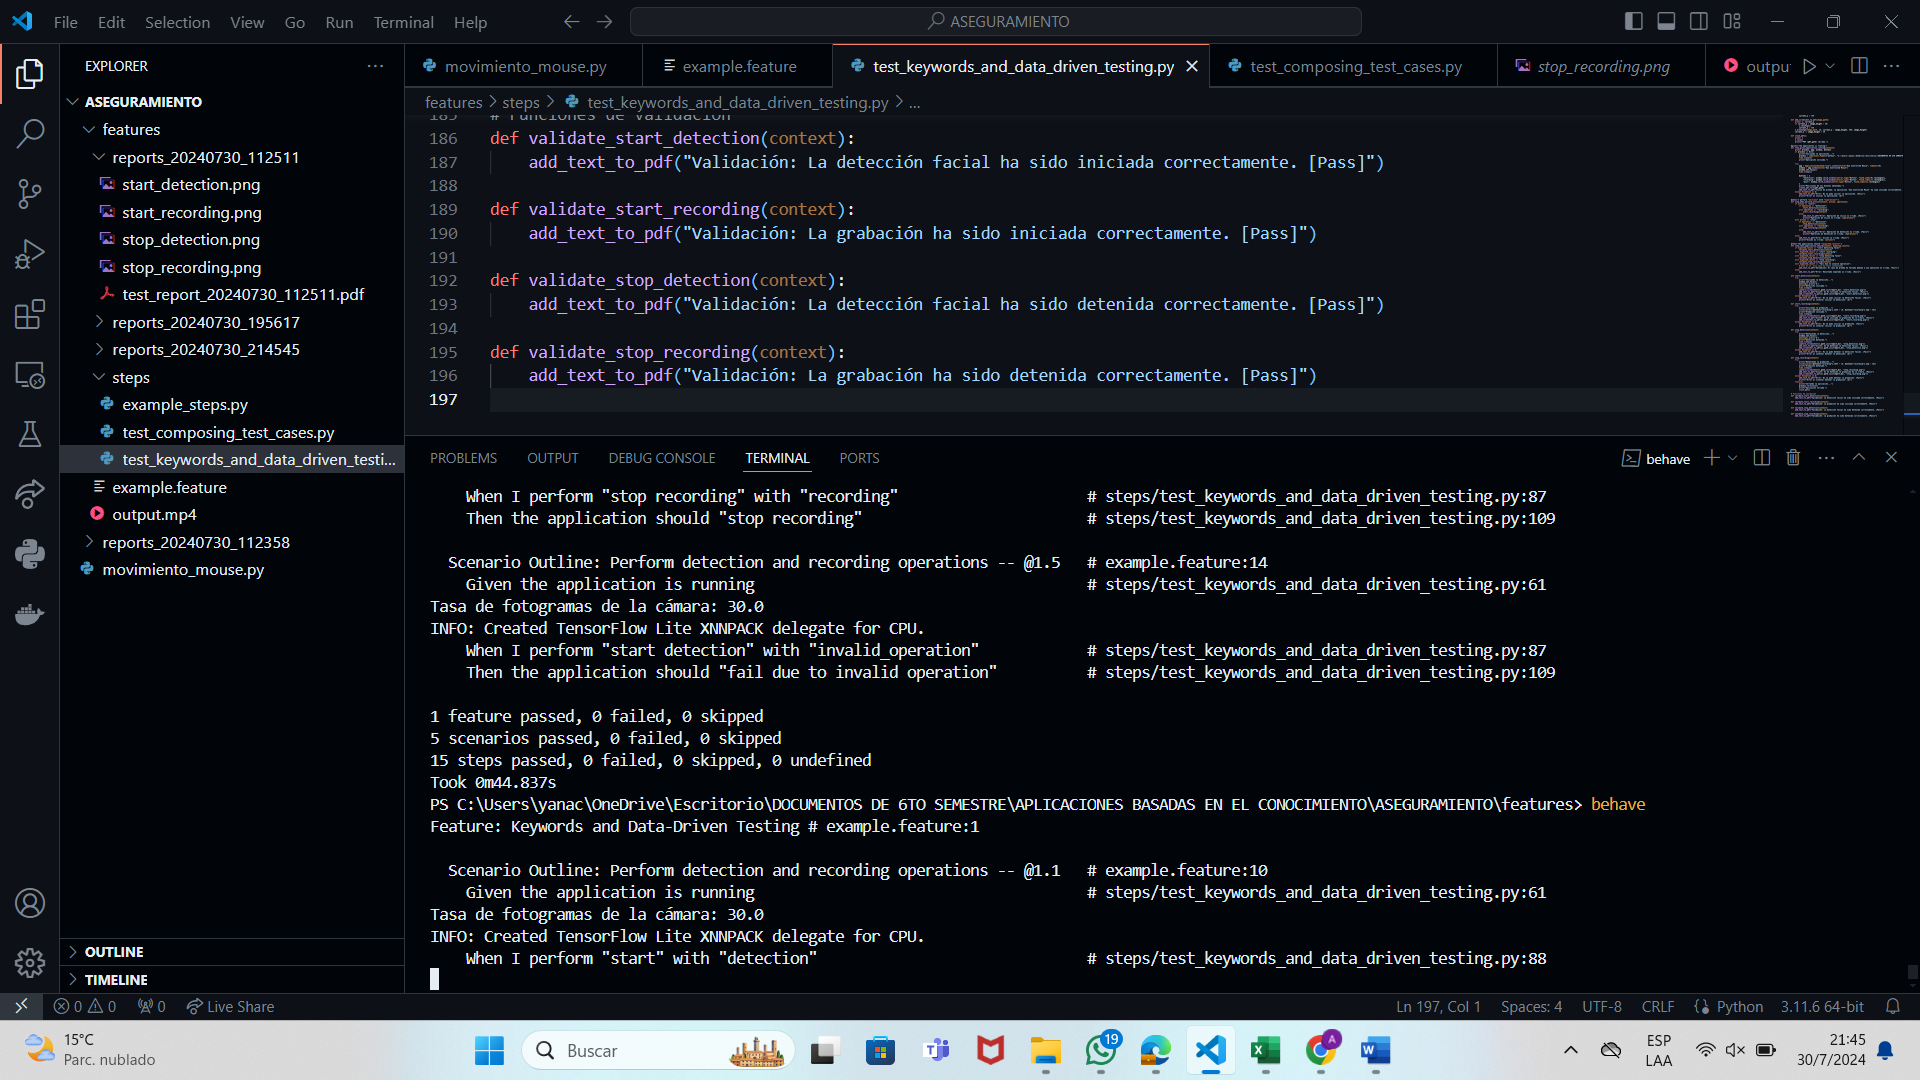 File Edit Selection View Go Run Terminal Help
ASEGURAMIENTO
EXPLORER
ASEGURAMIENTO
features
reports_20240730_112511
start_detection.png
start_recording.png
stop_detection.png
stop_recording.png
test_report_20240730_112511.pdf
reports_20240730_195617
reports_20240730_214545
steps
example_steps.py
test_composing_test_cases.py
test_keywords_and_data_driven_testi...
example.feature
output.mp4
reports_20240730_112358
movimiento_mouse.py
OUTLINE
TIMELINE
movimiento_mouse.py example.feature test_keywords_and_data_driven_testing.py test_composing_test_cases.py stop_recording.png outpu
features > steps > test_keywords_and_data_driven_testing.py > ...
185 # Funciones de validación
186 def validate_start_detection(context):
187 add_text_to_pdf("Validación: La detección facial ha sido iniciada correctamente. [Pass]")
188
189 def validate_start_recording(context):
190 add_text_to_pdf("Validación: La grabación ha sido iniciada correctamente. [Pass]")
191
192 def validate_stop_detection(context):
193 add_text_to_pdf("Validación: La detección facial ha sido detenida correctamente. [Pass]")
194
195 def validate_stop_recording(context):
196 add_text_to_pdf("Validación: La grabación ha sido detenida correctamente. [Pass]")
197
PROBLEMS OUTPUT DEBUG CONSOLE TERMINAL PORTS
behave
When I perform "stop recording" with "recording" # steps/test_keywords_and_data_driven_testing.py:87
Then the application should "stop recording" # steps/test_keywords_and_data_driven_testing.py:109
Scenario Outline: Perform detection and recording operations -- @1.5 # example.feature:14
Given the application is running # steps/test_keywords_and_data_driven_testing.py:61
Tasa de fotogramas de la cámara: 30.0
INFO: Created TensorFlow Lite XNNPACK delegate for CPU.
When I perform "start detection" with "invalid_operation" # steps/test_keywords_and_data_driven_testing.py:87
Then the application should "fail due to invalid operation" # steps/test_keywords_and_data_driven_testing.py:109
1 feature passed, 0 failed, 0 skipped
5 scenarios passed, 0 failed, 0 skipped
15 steps passed, 0 failed, 0 skipped, 0 undefined
Took 0m44.837s
PS C:\Users\yanac\OneDrive\Escritorio\DOCUMENTOS DE 6TO SEMESTRE\APLICACIONES BASADAS EN EL CONOCIMIENTO\ASEGURAMIENTO\features> behave
Feature: Keywords and Data-Driven Testing # example.feature:1
Scenario Outline: Perform detection and recording operations -- @1.1 # example.feature:10
Given the application is running # steps/test_keywords_and_data_driven_testing.py:61
Tasa de fotogramas de la cámara: 30.0
INFO: Created TensorFlow Lite XNNPACK delegate for CPU.
When I perform "start" with "detection" # steps/test_keywords_and_data_driven_testing.py:88
0 0 0 Live Share Ln 197, Col 1 Spaces: 4 UTF-8 CRLF Python 3.11.6 64-bit
15°C
Parc. nublado
Buscar
19
A
ESP
LAA
21:45
30/7/2024